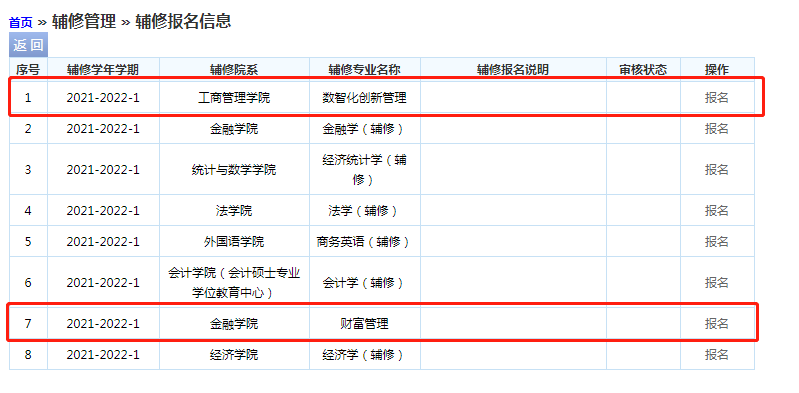 首页 » 辅修管理 » 辅修报名信息
返 回
序号 辅修学年学期 辅修院系 辅修专业名称 辅修报名说明 审核状态 操作
1 2021-2022-1 工商管理学院 数智化创新管理 报名
2 2021-2022-1 金融学院 金融学（辅修） 报名
3 2021-2022-1 统计与数学学院 经济统计学（辅
修） 报名
4 2021-2022-1 法学院 法学（辅修） 报名
5 2021-2022-1 外国语学院 商务英语（辅修） 报名
6 2021-2022-1 会计学院（会计硕士专业
学位教育中心） 会计学（辅修） 报名
7 2021-2022-1 金融学院 财富管理 报名
8 2021-2022-1 经济学院 经济学（辅修） 报名